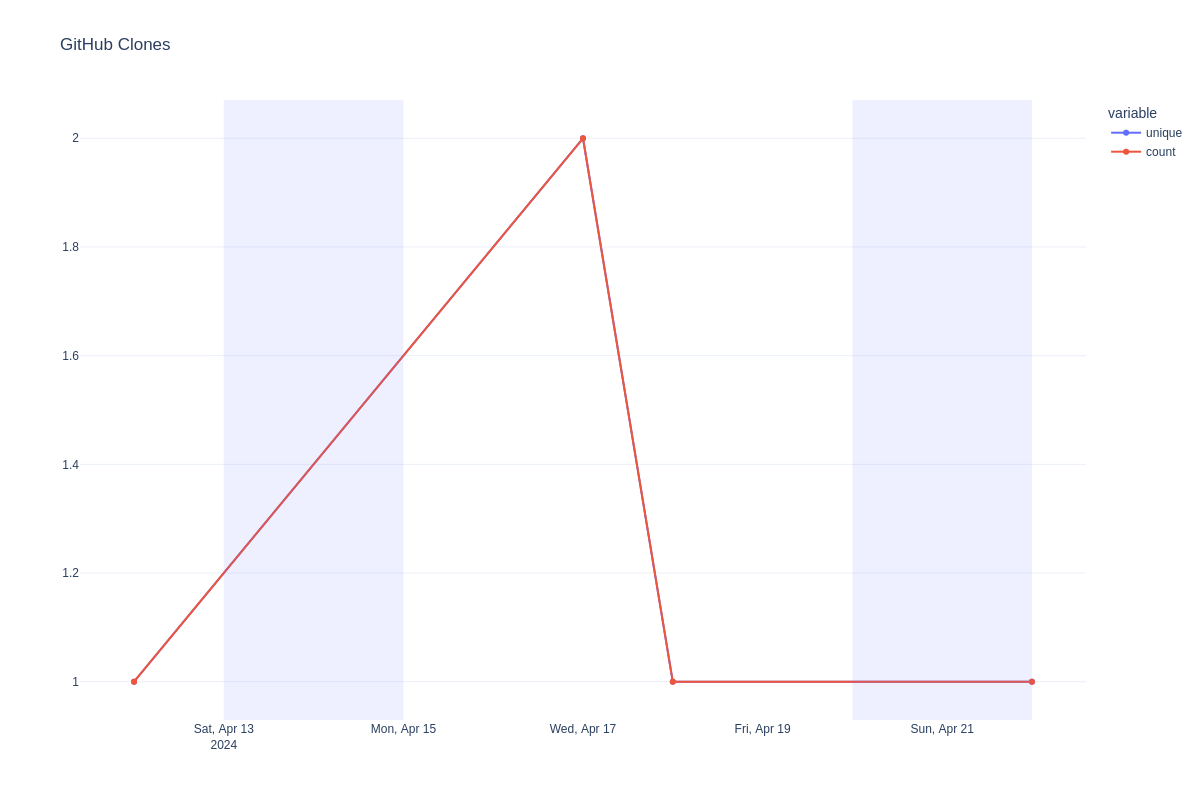 GitHub Clones
variable
unique
count
2
1.8
1.6
1.4
1.2
1
Sat, Apr 13
2024
Mon, Apr 15
Wed, Apr 17
Fri, Apr 19
Sun, Apr 21